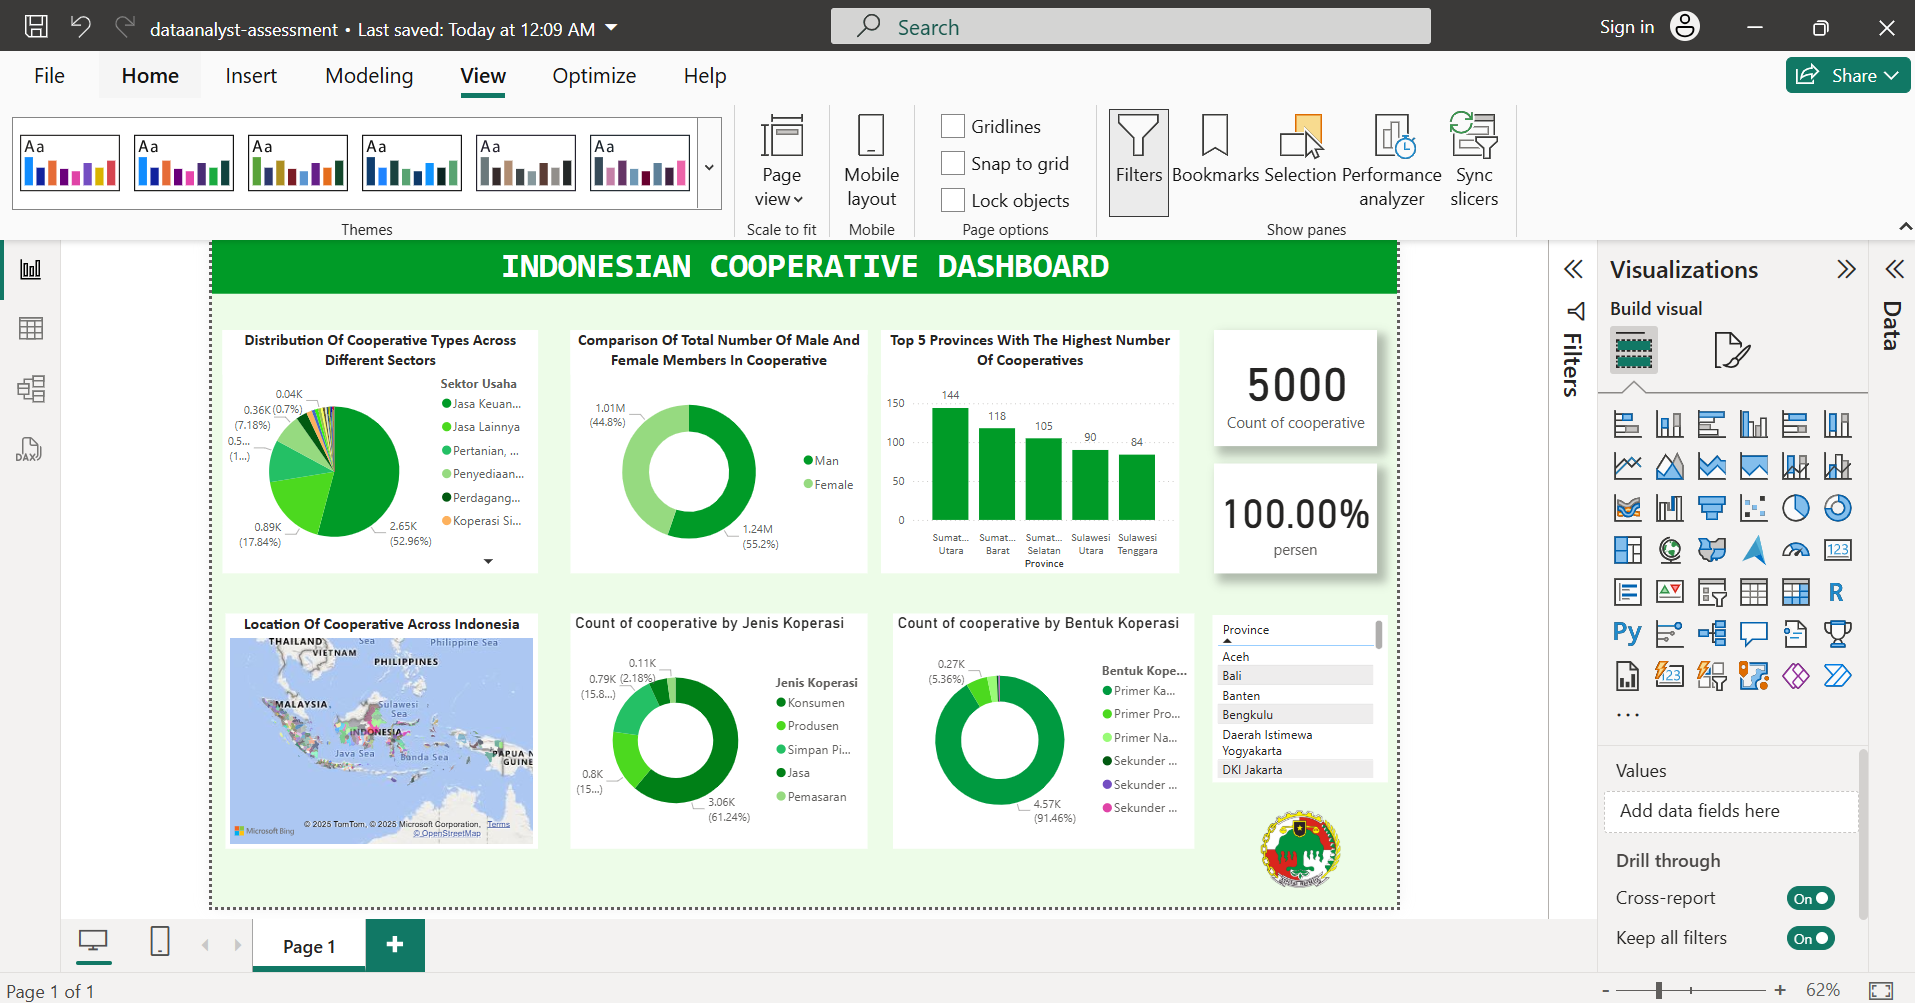 dataanalyst-assessment • Last saved: Today at 12:09 AM
Search
Sign in
File
Home
Insert
Modeling
View
Optimize
Help
Share
Aa
Aa
Aa
Aa
Aa
Aa
Themes
Page
view
Scale to fit
Mobile
layout
Mobile
Gridlines
Snap to grid
Lock objects
Page options
Filters
Bookmarks
Selection
Performance
analyzer
Sync
slicers
Show panes
INDONESIAN COOPERATIVE DASHBOARD
Distribution Of Cooperative Types Across
Different Sectors
0.04K
(0.7%)
0.36K
(7.18%)
0.5...
(1...)
0.89K
(17.84%)
2.65K
(52.96%)
Sektor Usaha
Jasa Keuan...
Jasa Lainnya
Pertanian, ...
Penyediaan...
Perdagang...
Koperasi Si...
Comparison Of Total Number Of Male And
Female Members In Cooperative
1.01M
(44.8%)
1.24M
(55.2%)
Man
Female
Top 5 Provinces With The Highest Number
Of Cooperatives
150
100
50
0
144
118
105
90
84
Sumat...
Utara
Sumat...
Barat
Sumat...
Selatan
Sulawesi
Utara
Sulawesi
Tenggara
Province
5000
Count of cooperative
100.00%
persen
Location Of Cooperative Across Indonesia
THAILAND
Sea
Philippine Sea
VIETNAM
PHILIPPINES
MALAYSIA
Sulawesi
Sea
INDONESIA
Java Sea
Banda Sea
PAPUA N
GUINE
Microsoft Bing
© 2025 TomTom, © 2025 Microsoft Corporation, Terms
© OpenStreetMap
Count of cooperative by Jenis Koperasi
0.11K
(2.18%)
0.79K
(15.8...)
0.8K
(15...)
3.06K
(61.24%)
Jenis Koperasi
Konsumen
Produsen
Simpan Pi...
Jasa
Pemasaran
Count of cooperative by Bentuk Koperasi
0.27K
(5.36%)
4.57K
(91.46%)
Bentuk Kope...
Primer Ka...
Primer Pro...
Primer Na...
Sekunder ...
Sekunder ...
Sekunder ...
Province
Aceh
Bali
Banten
Bengkulu
Daerah Istimewa
Yogyakarta
DKI Jakarta
Filters
Visualizations
Build visual
123
R
Py
123
...
Values
Add data fields here
Drill through
Cross-report
On
Keep all filters
On
Data
DAX
Page 1
+
Page 1 of 1
-
+
62%